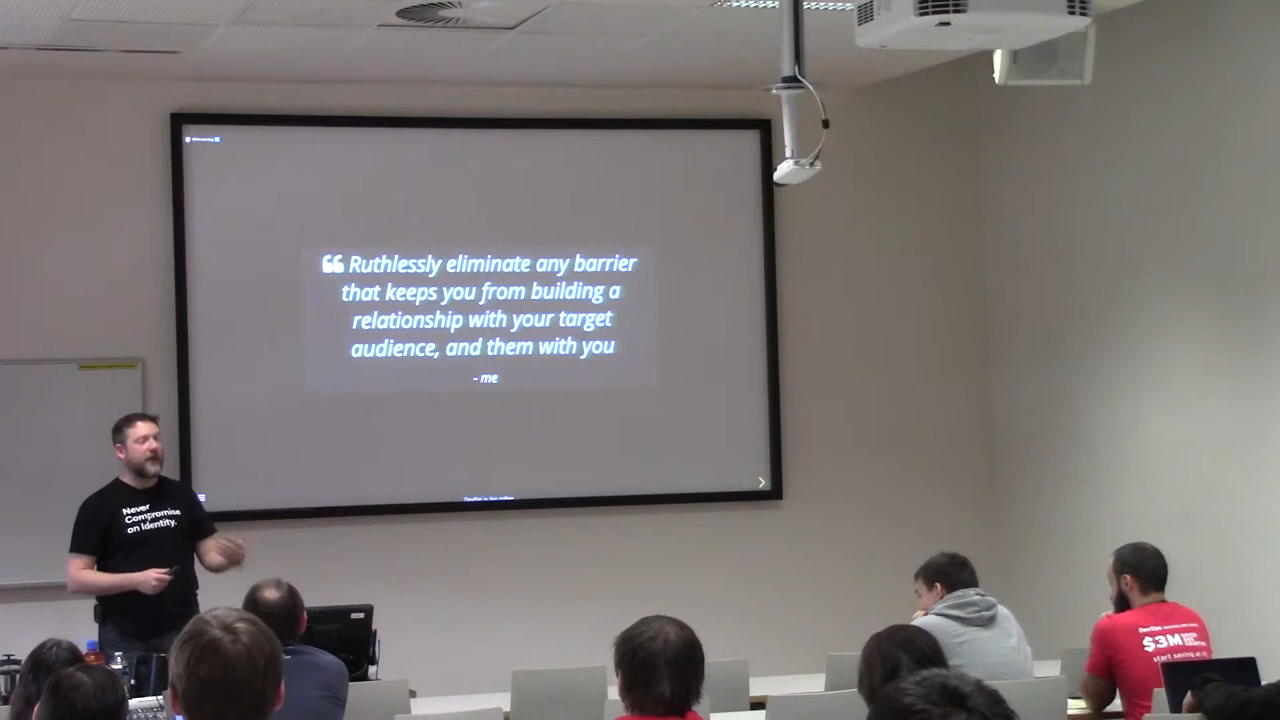 Ruthlessly eliminate any barrier
that keeps you from building a
relationship with your target
audience, and them with you
- me
Never
Compromise
on Identity.
DevOps
$3M
start saving at